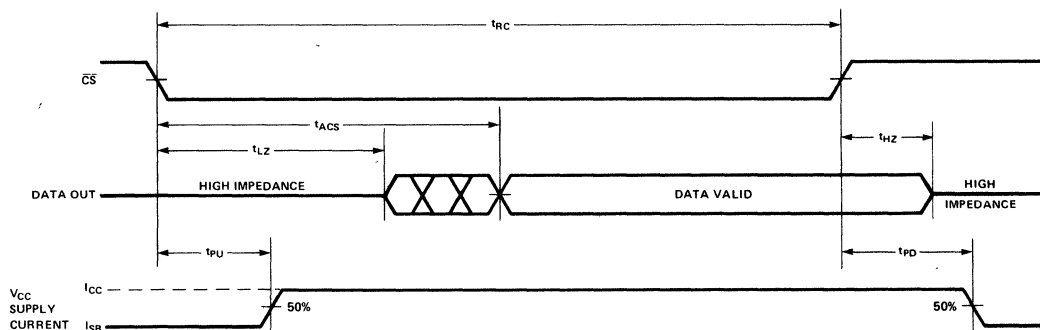 tRC
CS
tACS
tLZ
tHZ
DATA OUT
HIGH IMPEDANCE
DATA VALID
HIGH
IMPEDANCE
tPU
tPD
VCC
SUPPLY
CURRENT
ICC
50%
50%
ISB